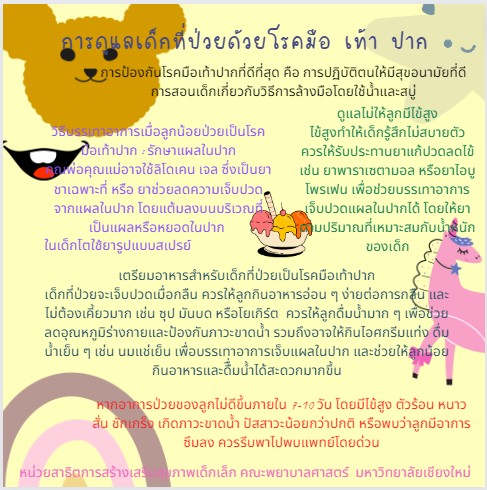 การดูแลเด็กที่ป่วยด้วยโรคมือ เท้า ปาก
การป้องกันโรคมือเท้าปากที่ดีที่สุด คือ การปฏิบัติตนให้มีสุขอนามัยที่ดี
การสอนเด็กเกี่ยวกับวิธีการล้างมือโดยใช้น้ำและสบู่
วิธีบรรเทาอาการเมื่อลูกน้อยป่วยเป็นโรค
มือเท้าปาก : รักษาแผลในปาก
คุณพ่อคุณแม่อาจใช้ลิโดเคน เจล ซึ่งเป็นยา
ชาเฉพาะที่ หรือ ยาช่วยลดความเจ็บปวด
จากแผลในปาก โดยแต้มลงบนบริเวณที่
เป็นแผลหรือหยอดในปาก
ในเด็กโตใช้ยารูปแบบสเปรย์
ดูแลไม่ให้ลูกมีไข้สูง
ไข้สูงทำให้เด็กรู้สึกไม่สบายตัว
ควรให้รับประทานยาแก้ปวดลดไข้
เช่น ยาพาราเซตามอล หรือยาไอบู
โพรเฟน เพื่อช่วยบรรเทาอาการ
เจ็บปวดแผลในปากได้ โดยให้ยา
ตามปริมาณที่เหมาะสมกับน้ำหนัก
ของเด็ก
เตรียมอาหารสำหรับเด็กที่ป่วยเป็นโรคมือเท้าปาก
เด็กที่ป่วยจะเจ็บปวดเมื่อกลืน ควรให้ลูกกินอาหารอ่อน ๆ ง่ายต่อการกลืน และ
ไม่ต้องเคี้ยวมาก เช่น ซุป มันบด หรือโยเกิร์ต ควรให้ลูกดื่มน้ำมาก ๆ เพื่อช่วย
ลดอุณหภูมิร่างกายและป้องกันภาวะขาดน้ำ รวมถึงอาจให้กินไอศกรีมแท่ง ดื่ม
น้ำเย็น ๆ เช่น นมแช่เย็น เพื่อบรรเทาอาการเจ็บแผลในปาก และช่วยให้ลูกน้อย
กินอาหารและดื่มน้ำได้สะดวกมากขึ้น
หากอาการป่วยของลูกไม่ดีขึ้นภายใน 7-10 วัน โดยมีไข้สูง ตัวร้อน หนาว
สั่น ชักเกร็ง เกิดภาวะขาดน้ำ ปัสสาวะน้อยกว่าปกติ หรือพบว่าลูกมีอาการ
ซึมลง ควรรีบพาไปพบแพทย์โดยด่วน
หน่วยสาธิตการสร้างเสริมสุขภาพเด็กเล็ก คณะพยาบาลศาสตร์ มหาวิทยาลัยเชียงใหม่